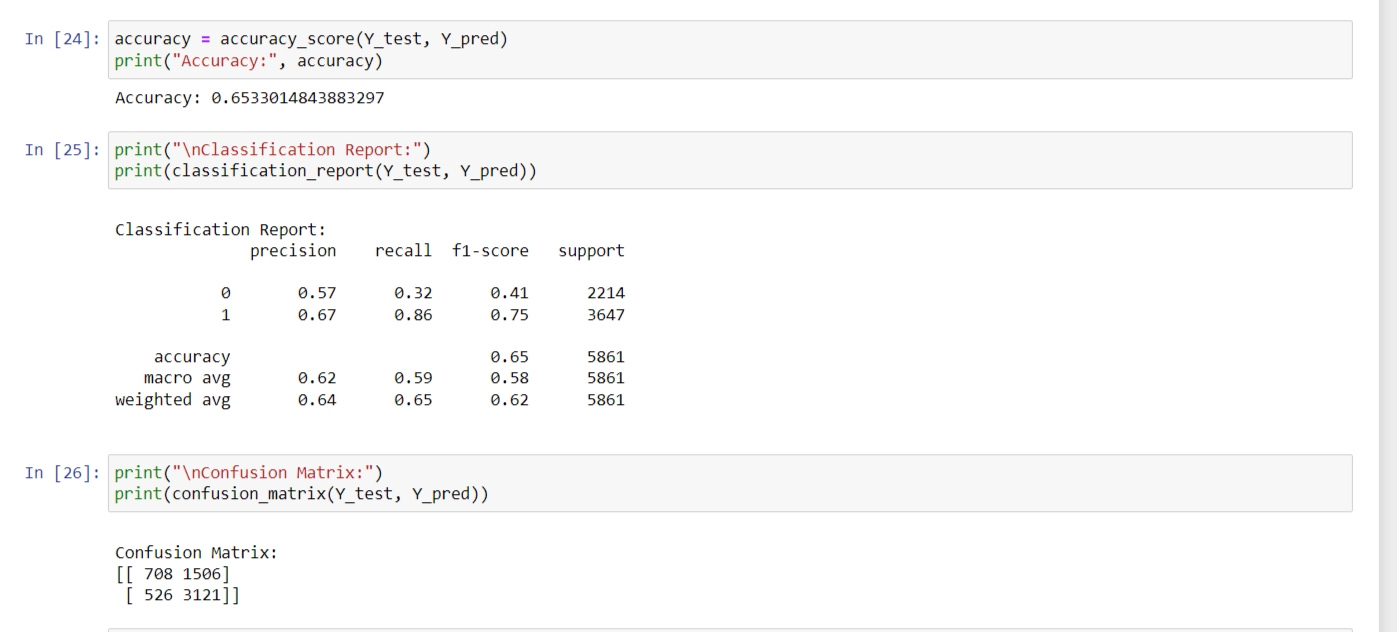 In [24]: accuracy = accuracy_score(Y_test, Y_pred)
print("Accuracy:", accuracy)
Accuracy: 0.6533014843883297
In [25]: print("\nClassification Report:")
print(classification_report(Y_test, Y_pred))
Classification Report:
              precision    recall  f1-score   support
           0       0.57      0.32      0.41      2214
           1       0.67      0.86      0.75      3647
    accuracy                           0.65      5861
   macro avg       0.62      0.59      0.58      5861
weighted avg       0.64      0.65      0.62      5861
In [26]: print("\nConfusion Matrix:")
print(confusion_matrix(Y_test, Y_pred))
Confusion Matrix:
[[ 708 1506]
 [ 526 3121]]